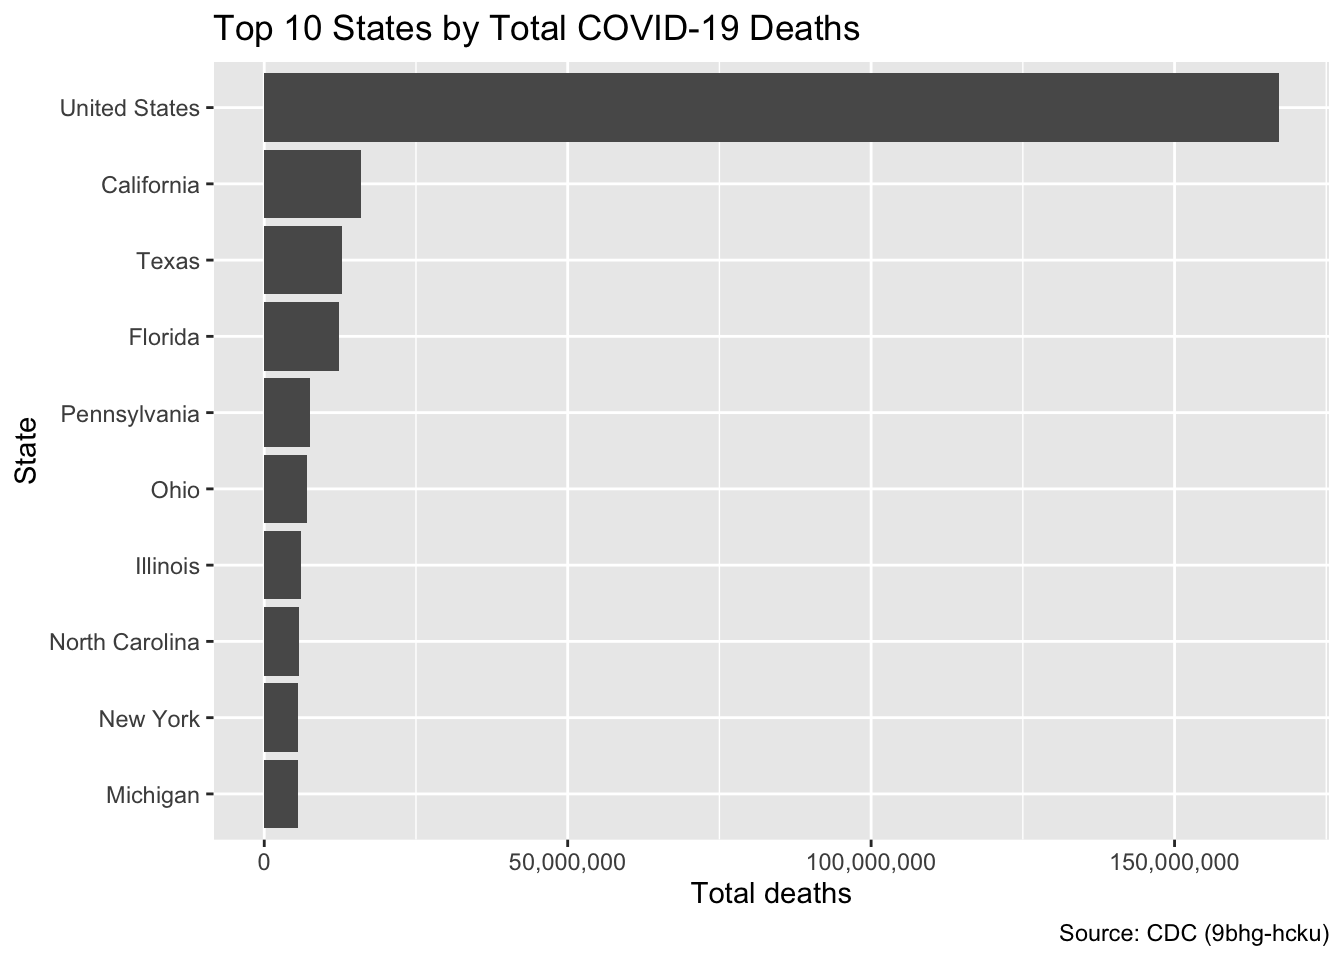 Top 10 States by Total COVID-19 Deaths
United States
California
Texas
Florida
Pennsylvania
Ohio
Illinois
North Carolina
New York
Michigan
State
0
50,000,000
100,000,000
150,000,000
Total deaths
Source: CDC (9bhg-hcku)